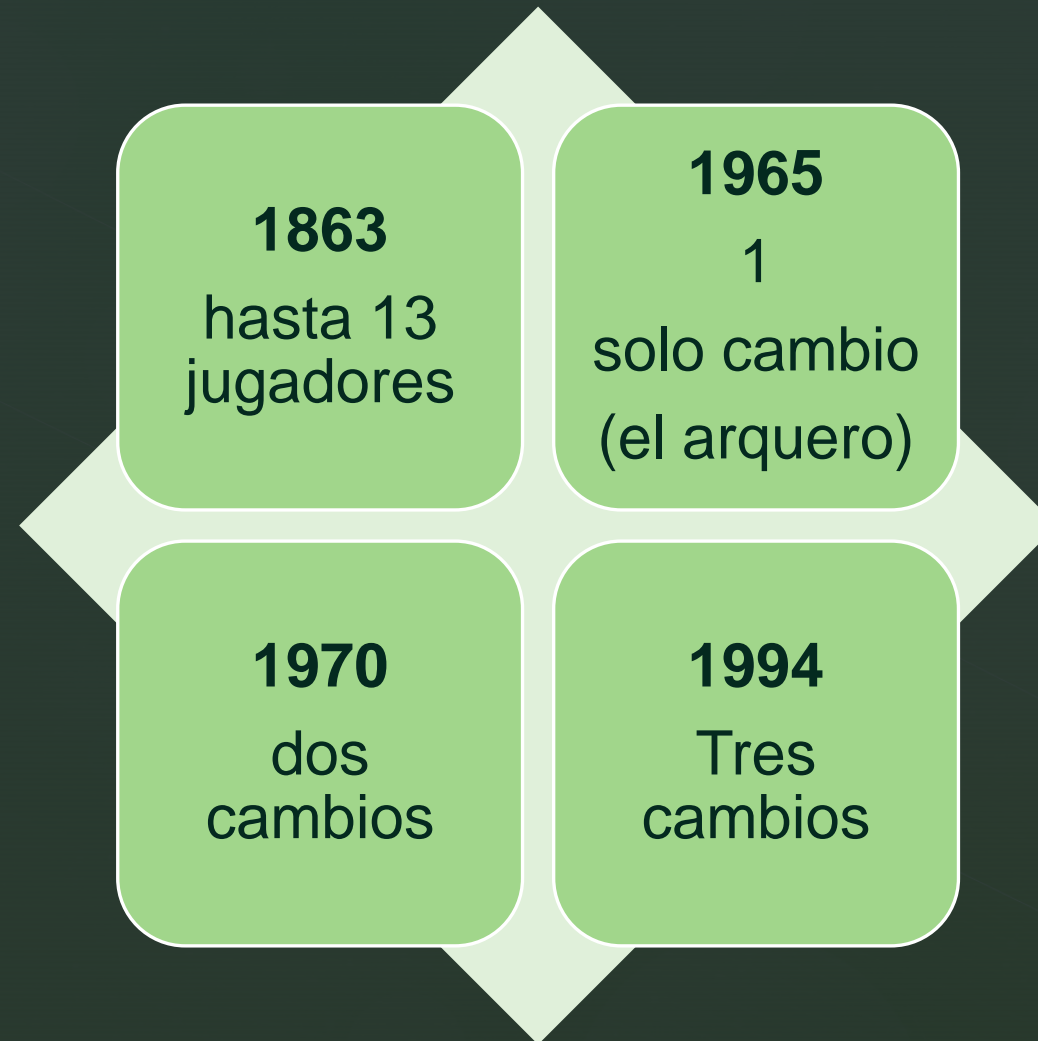 1863
hasta 13
jugadores
1965
1
solo cambio
(el arquero)
1970
dos
cambios
1994
Tres
cambios